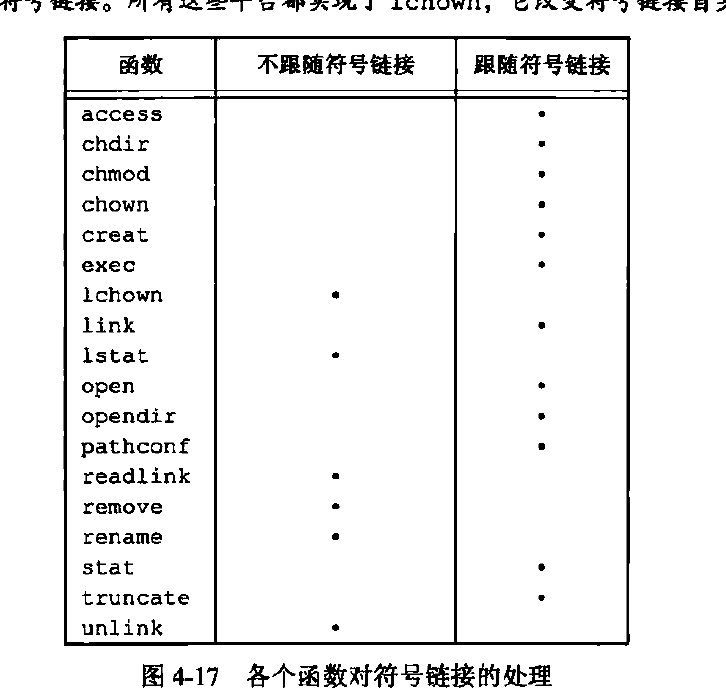 符号链接。所有这些平台都实现了 lchown, 它改变符号链接自
函数 不跟随符号链接 跟随符号链接
access •
chdir •
chmod •
chown •
creat •
exec •
lchown •
link •
lstat •
open •
opendir •
pathconf •
readlink •
remove •
rename •
stat •
truncate •
unlink •
图 4-17 各个函数对符号链接的处理